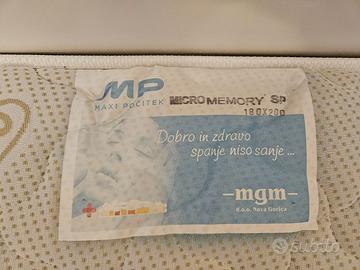 MP
MAXI POČITEK
MICRO MEMORY SP
180X200
Dobro in zdravo
spanje niso sanje ...
mgm
d.o.o. Nova Gorica
Subito